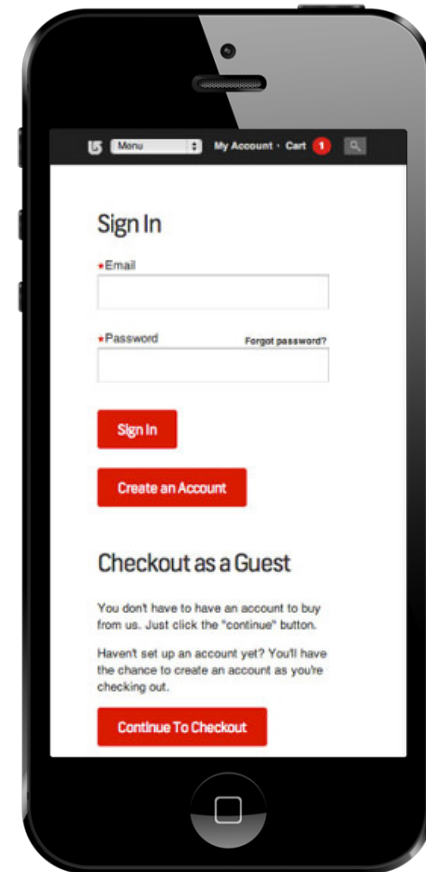 Menu My Account · Cart 1
Sign In
*Email
*Password Forgot password?
Sign In
Create an Account
Checkout as a Guest
You don't have to have an account to buy
from us. Just click the "continue" button.
Haven't set up an account yet? You'll have
the chance to create an account as you're
checking out.
Continue To Checkout